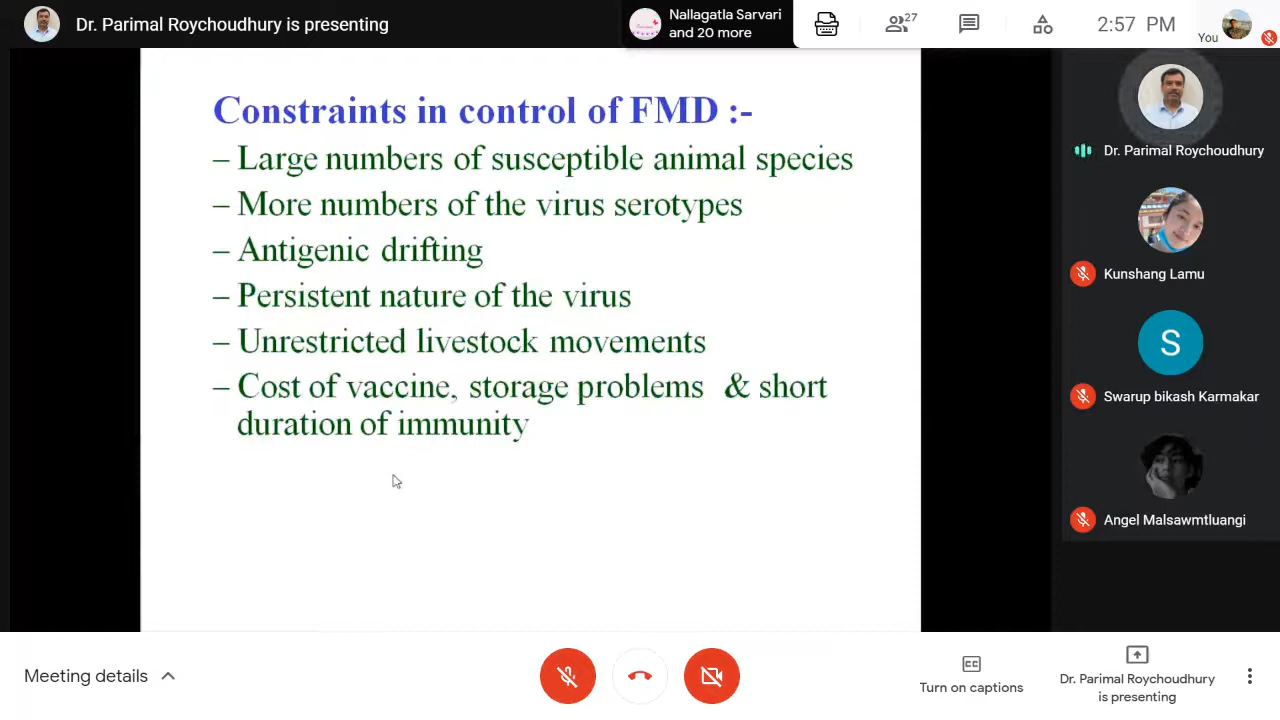 Dr. Parimal Roychoudhury is presenting
Nallagatla Sarvari
and 20 more
27
2:57 PM
You
Constraints in control of FMD :-
– Large numbers of susceptible animal species
– More numbers of the virus serotypes
– Antigenic drifting
– Persistent nature of the virus
– Unrestricted livestock movements
– Cost of vaccine, storage problems & short
duration of immunity
Dr. Parimal Roychoudhury
Kunshang Lamu
S
Swarup bikash Karmakar
Angel Malsawmtluangi
Meeting details
CC
Turn on captions
Dr. Parimal Roychoudhury
is presenting